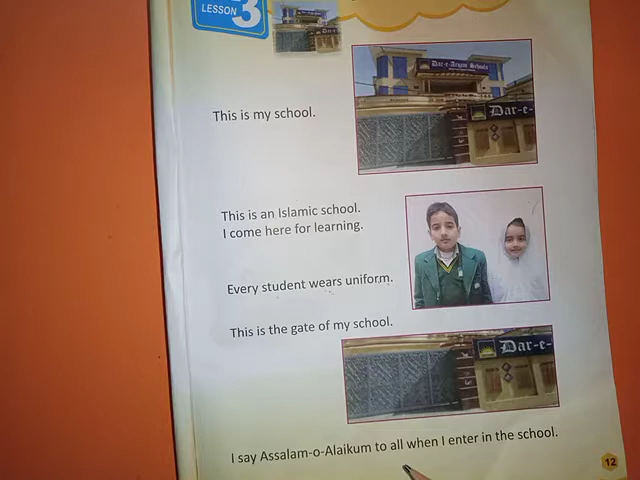 LESSON 3
This is my school.
Dar-e-Arqam Schools
Dar-e-
This is an Islamic school.
I come here for learning.
Every student wears uniform.
This is the gate of my school.
Dar-e-
I say Assalam-o-Alaikum to all when I enter in the school.
12